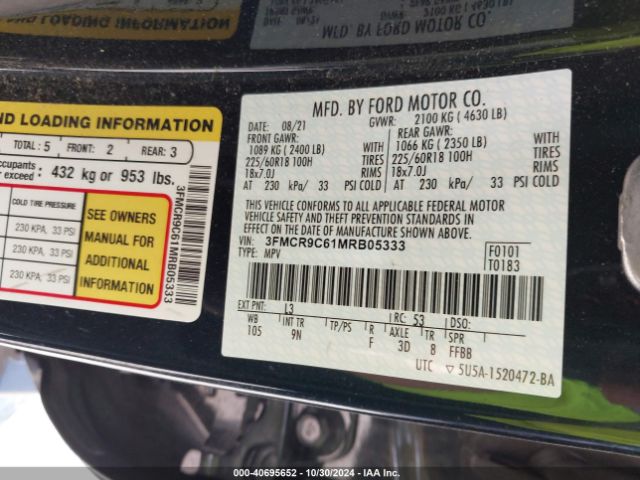 MFD. BY FORD MOTOR CO.
2100 KG ( 4630 LB)
MFD. BY FORD MOTOR CO.
DATE: 08/21 GVWR: 2100 KG ( 4630 LB)
FRONT GAWR: REAR GAWR:
1089 KG ( 2400 LB) WITH 1066 KG ( 2350 LB) WITH
225/60R18 100H TIRES 225/60R18 100H TIRES
18x7.0J RIMS 18x7.0J RIMS
AT 230 kPa/ 33 PSI COLD AT 230 kPa/ 33 PSI COLD
THIS VEHICLE CONFORMS TO ALL APPLICABLE FEDERAL MOTOR
VEHICLE SAFETY AND THEFT PREVENTION STANDARDS IN
EFFECT ON THE DATE OF MANUFACTURE SHOWN ABOVE.
VIN: 3FMCR9C61MRB05333 F0101
TYPE: MPV T0183
EXT PNT: L3 RC: 53 DSO:
WB INT TR TP/PS R AXLE TR SPR
105 9N F 3D 8 FFBB
UTC 5U5A-1520472-BA
ND LOADING INFORMATION
TOTAL: 5 FRONT: 2 REAR: 3
ccupants
r exceed: 432 kg or 953 lbs.
COLD TIRE PRESSURE
230 KPA, 33 PSI
230 KPA, 33 PSI
230 KPA, 33 PSI
SEE OWNERS
MANUAL FOR
ADDITIONAL
INFORMATION
3FMCR9C61MRB05333
000-40695652 - 10/30/2024 - IAA Inc.